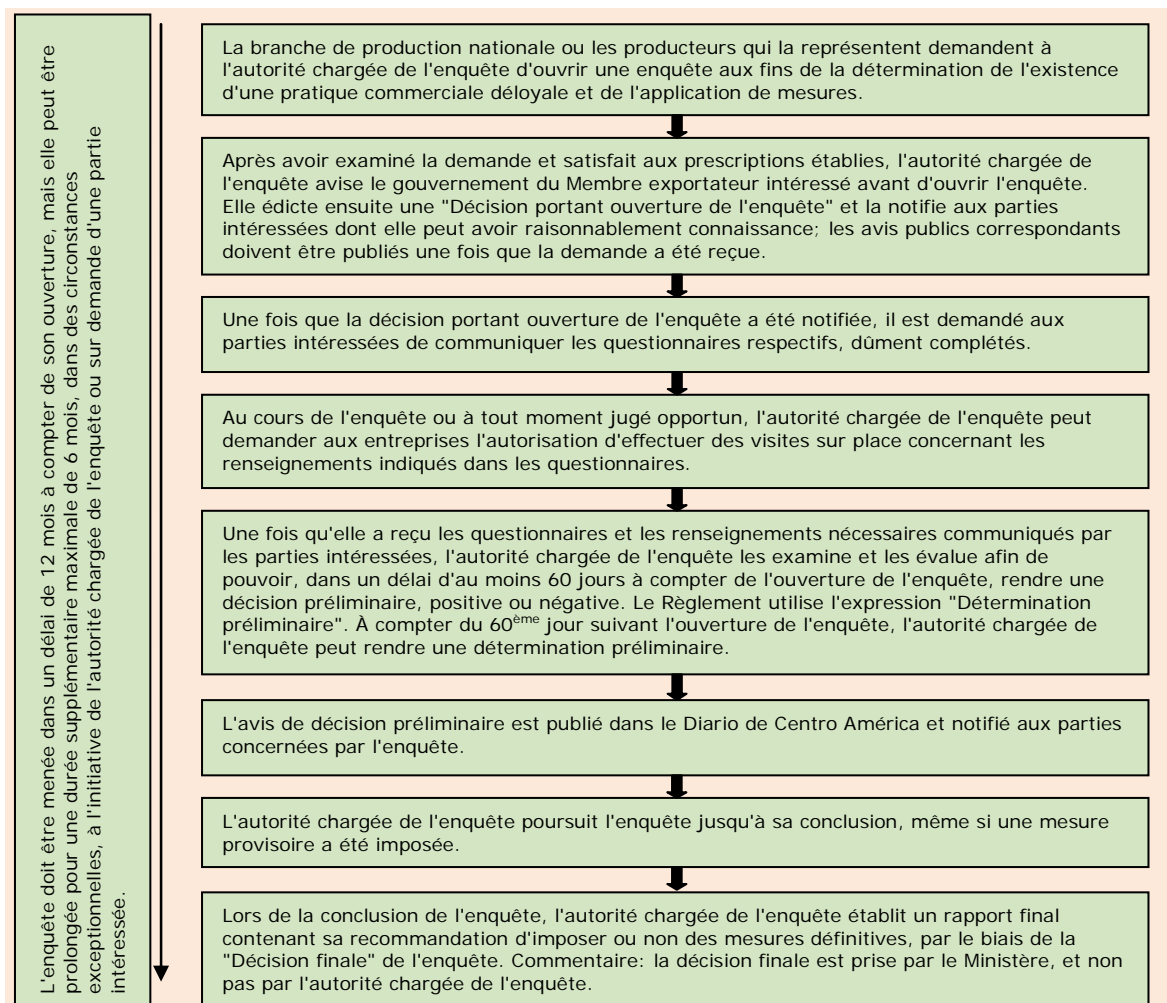 L'enquête doit être menée dans un délai de 12 mois à compter de son ouverture, mais elle peut être
prolongée pour une durée supplémentaire maximale de 6 mois, dans des circonstances
exceptionnelles, à l'initiative de l'autorité chargée de l'enquête ou sur demande d'une partie
intéressée.
La branche de production nationale ou les producteurs qui la représentent demandent à
l'autorité chargée de l'enquête d'ouvrir une enquête aux fins de la détermination de l'existence
d'une pratique commerciale déloyale et de l'application de mesures.
Après avoir examiné la demande et satisfait aux prescriptions établies, l'autorité chargée de
l'enquête avise le gouvernement du Membre exportateur intéressé avant d'ouvrir l'enquête.
Elle édicte ensuite une "Décision portant ouverture de l'enquête" et la notifie aux parties
intéressées dont elle peut avoir raisonnablement connaissance; les avis publics correspondants
doivent être publiés une fois que la demande a été reçue.
Une fois que la décision portant ouverture de l'enquête a été notifiée, il est demandé aux
parties intéressées de communiquer les questionnaires respectifs, dûment complétés.
Au cours de l'enquête ou à tout moment jugé opportun, l'autorité chargée de l'enquête peut
demander aux entreprises l'autorisation d'effectuer des visites sur place concernant les
renseignements indiqués dans les questionnaires.
Une fois qu'elle a reçu les questionnaires et les renseignements nécessaires communiqués par
les parties intéressées, l'autorité chargée de l'enquête les examine et les évalue afin de
pouvoir, dans un délai d'au moins 60 jours à compter de l'ouverture de l'enquête, rendre une
décision préliminaire, positive ou négative. Le Règlement utilise l'expression "Détermination
préliminaire". À compter du 60ème jour suivant l'ouverture de l'enquête, l'autorité chargée de
l'enquête peut rendre une détermination préliminaire.
L'avis de décision préliminaire est publié dans le Diario de Centro América et notifié aux parties
concernées par l'enquête.
L'autorité chargée de l'enquête poursuit l'enquête jusqu'à sa conclusion, même si une mesure
provisoire a été imposée.
Lors de la conclusion de l'enquête, l'autorité chargée de l'enquête établit un rapport final
contenant sa recommandation d'imposer ou non des mesures définitives, par le biais de la
"Décision finale" de l'enquête. Commentaire: la décision finale est prise par le Ministère, et non
pas par l'autorité chargée de l'enquête.